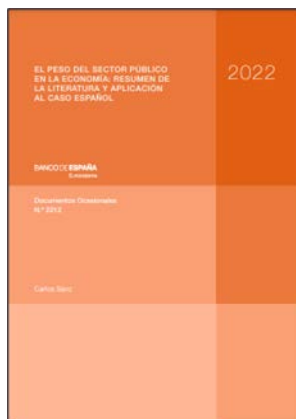 EL PESO DEL SECTOR PÚBLICO
EN LA ECONOMÍA: RESUMEN DE
LA LITERATURA Y APLICACIÓN
AL CASO ESPAÑOL
2022
BANCO DE ESPAÑA
Eurosistema
Documentos Ocasionales
N.º 2213
Carlos Sanz